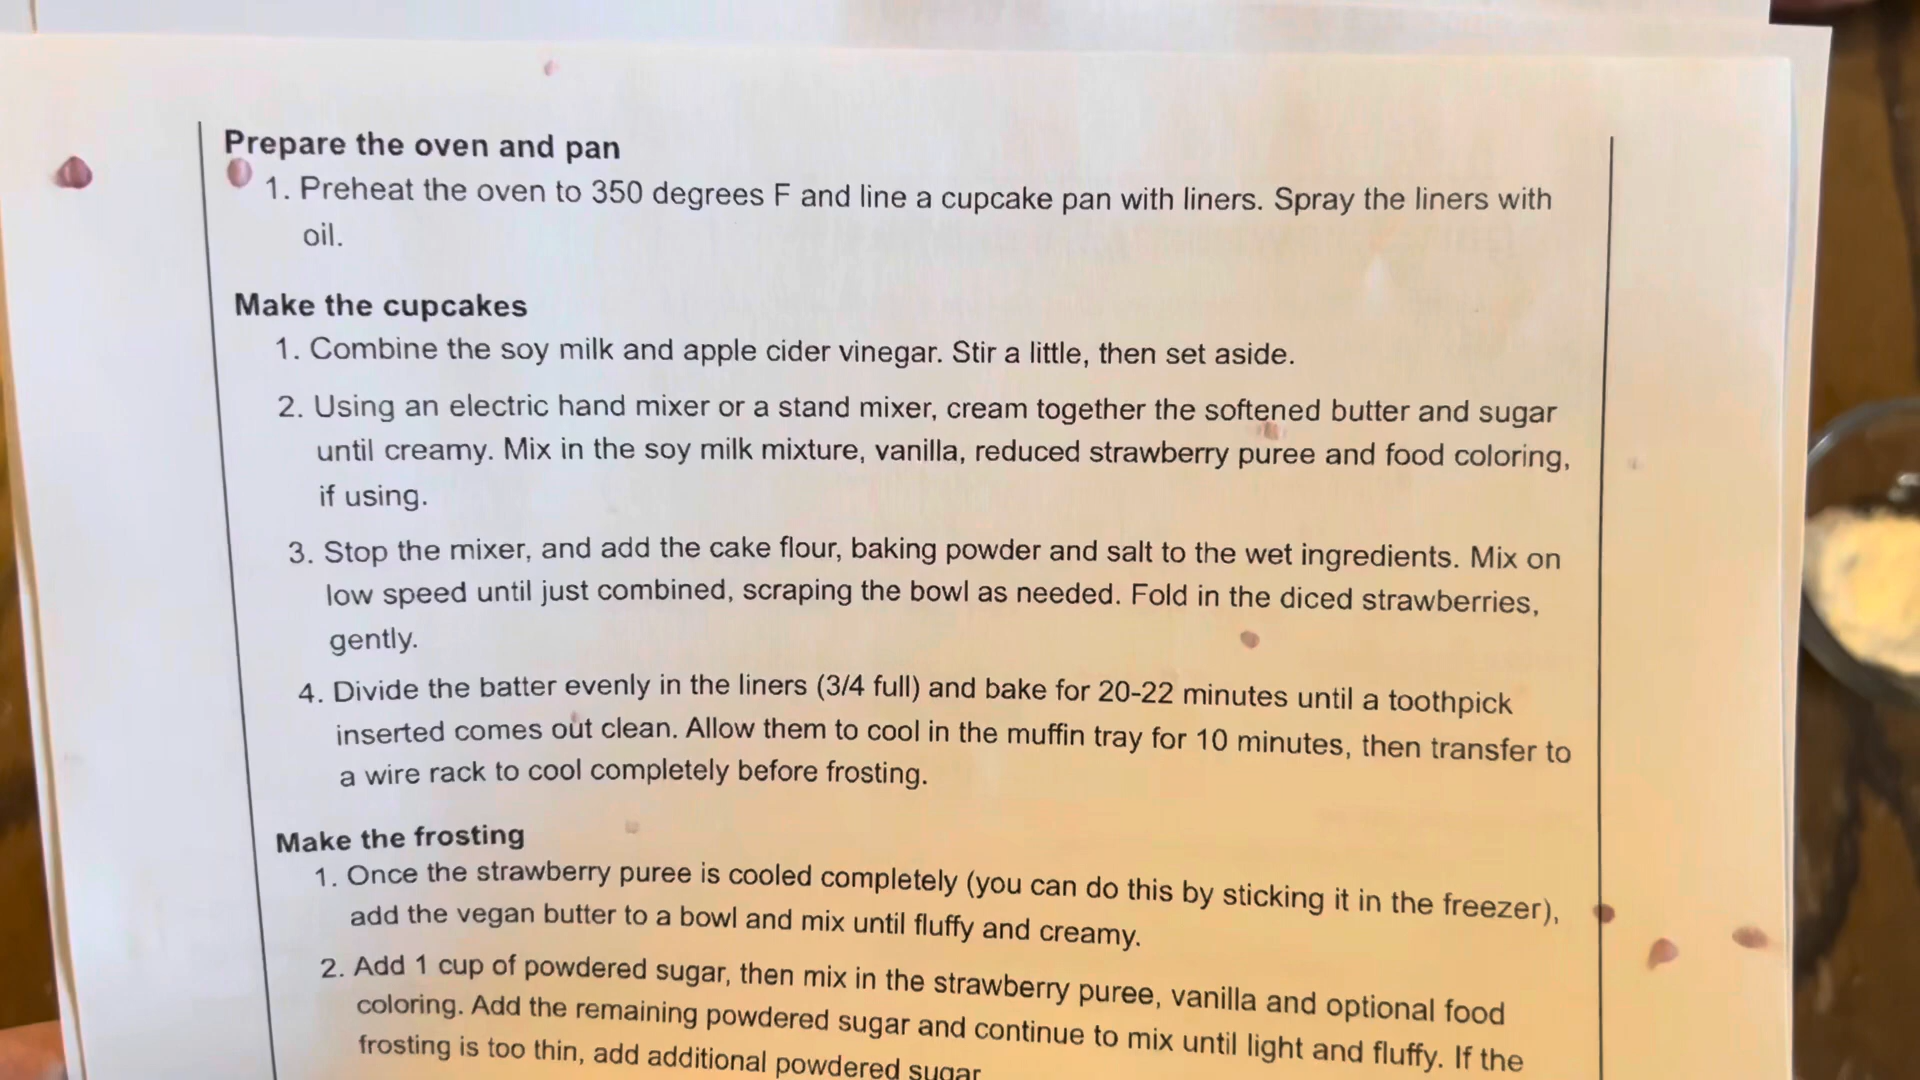 Prepare the oven and pan
1. Preheat the oven to 350 degrees F and line a cupcake pan with liners. Spray the liners with
oil.
Make the cupcakes
1. Combine the soy milk and apple cider vinegar. Stir a little, then set aside.
2. Using an electric hand mixer or a stand mixer, cream together the softened butter and sugar
until creamy. Mix in the soy milk mixture, vanilla, reduced strawberry puree and food coloring,
if using.
3. Stop the mixer, and add the cake flour, baking powder and salt to the wet ingredients. Mix on
low speed until just combined, scraping the bowl as needed. Fold in the diced strawberries,
gently.
4. Divide the batter evenly in the liners (3/4 full) and bake for 20-22 minutes until a toothpick
inserted comes out clean. Allow them to cool in the muffin tray for 10 minutes, then transfer to
a wire rack to cool completely before frosting.
Make the frosting
1. Once the strawberry puree is cooled completely (you can do this by sticking it in the freezer),
add the vegan butter to a bowl and mix until fluffy and creamy.
2. Add 1 cup of powdered sugar, then mix in the strawberry puree, vanilla and optional food
coloring. Add the remaining powdered sugar and continue to mix until light and fluffy. If the
frosting is too thin, add additional powdered sugar